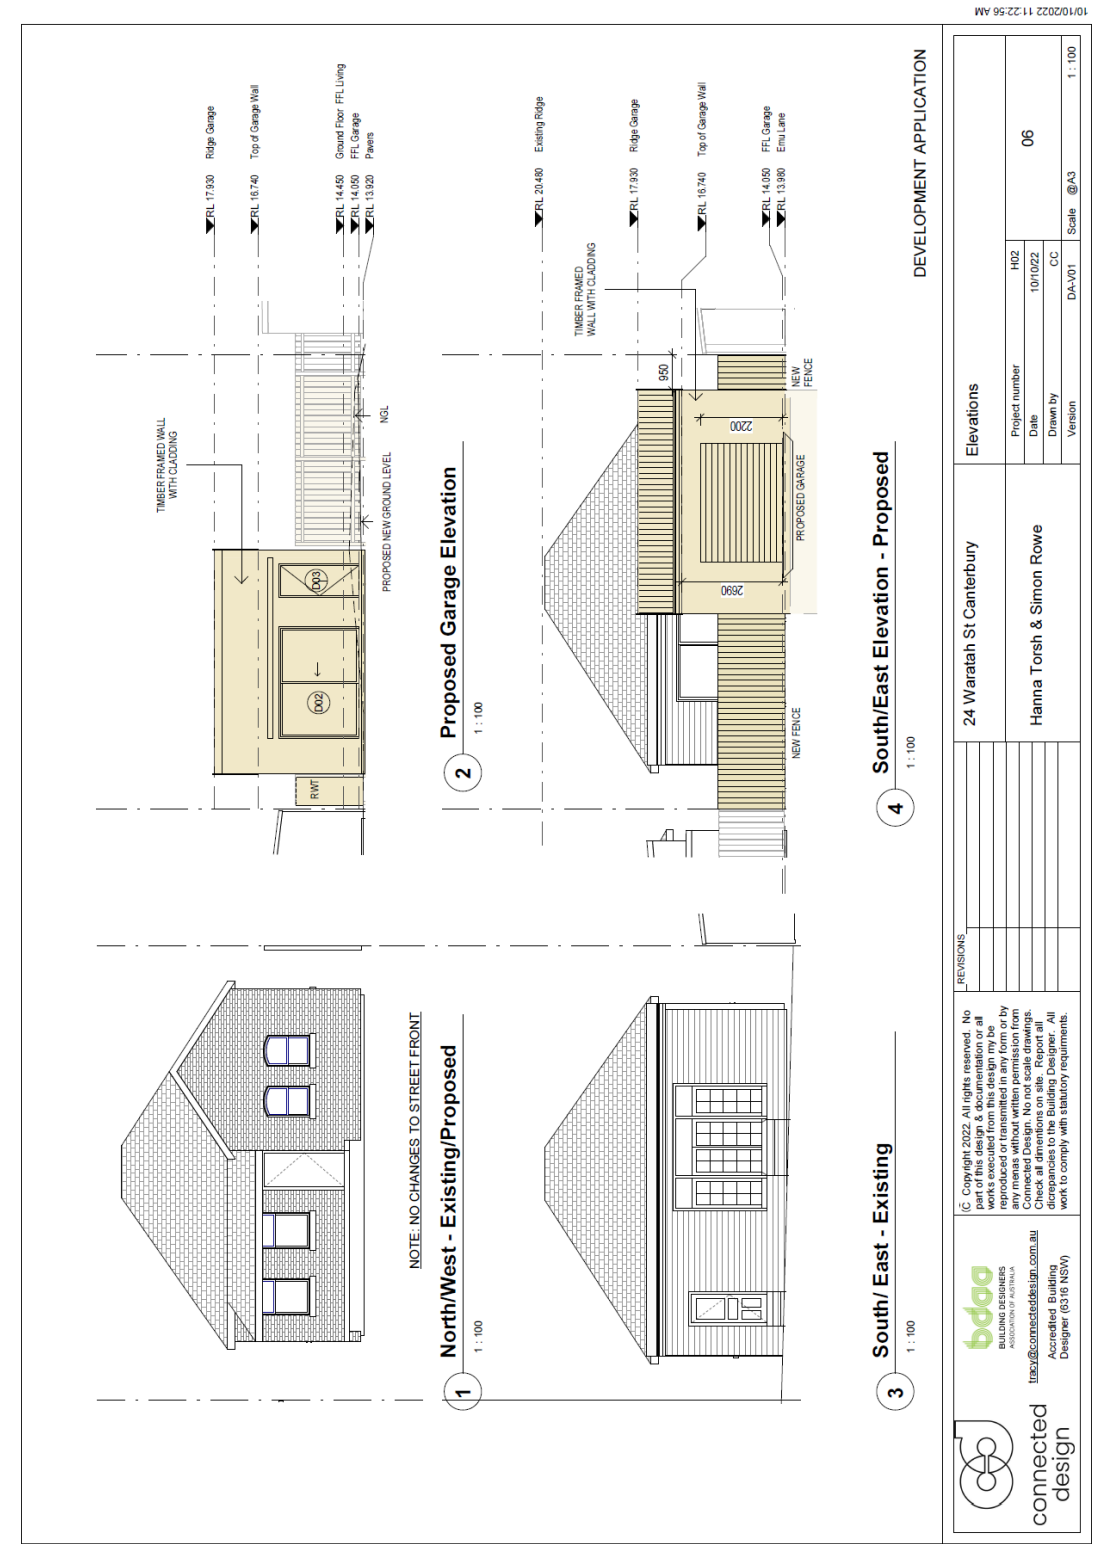 10/10/2022 11:22:56 AM
RL 17.930 Ridge Garage
RL 16.740 Top of Garage Wall
RL 14.450 Ground Floor FFL Living
RL 14.050 FFL Garage
RL 13.920 Pavers
TIMBER FRAMED WALL
WITH CLADDING
D02
D03
RWT
NGL
PROPOSED NEW GROUND LEVEL
2
Proposed Garage Elevation
1 : 100
NOTE: NO CHANGES TO STREET FRONT
1
North/West - Existing/Proposed
1 : 100
RL 20.480 Existing Ridge
RL 17.930 Ridge Garage
RL 16.740 Top of Garage Wall
RL 14.050 FFL Garage
RL 13.980 Emu Lane
TIMBER FRAMED
WALL WITH CLADDING
950
2200
2690
NEW
FENCE
PROPOSED GARAGE
NEW FENCE
4
South/East Elevation - Proposed
1 : 100
3
South/ East - Existing
1 : 100
DEVELOPMENT APPLICATION
connected
design
bdaa
BUILDING DESIGNERS
ASSOCIATION OF AUSTRALIA
tracy@connecteddesign.com.au
Accredited Building
Designer (6316 NSW)
(C Copyright 2022. All rights reserved. No
part of this design & documentation or all
works executed from this design my be
reproduced or transmitted in any form or by
any menas without written permission from
Connected Design. No not scale drawings.
Check all dimentions on site. Report all
dicrepancies to the Building Designer. All
work to comply with statutory requirments.
REVISIONS
24 Waratah St Canterbury
Hanna Torsh & Simon Rowe
Elevations
Project number H02
Date 10/10/22
Drawn by CC
Version DA-V01
06
Scale @A3 1 : 100